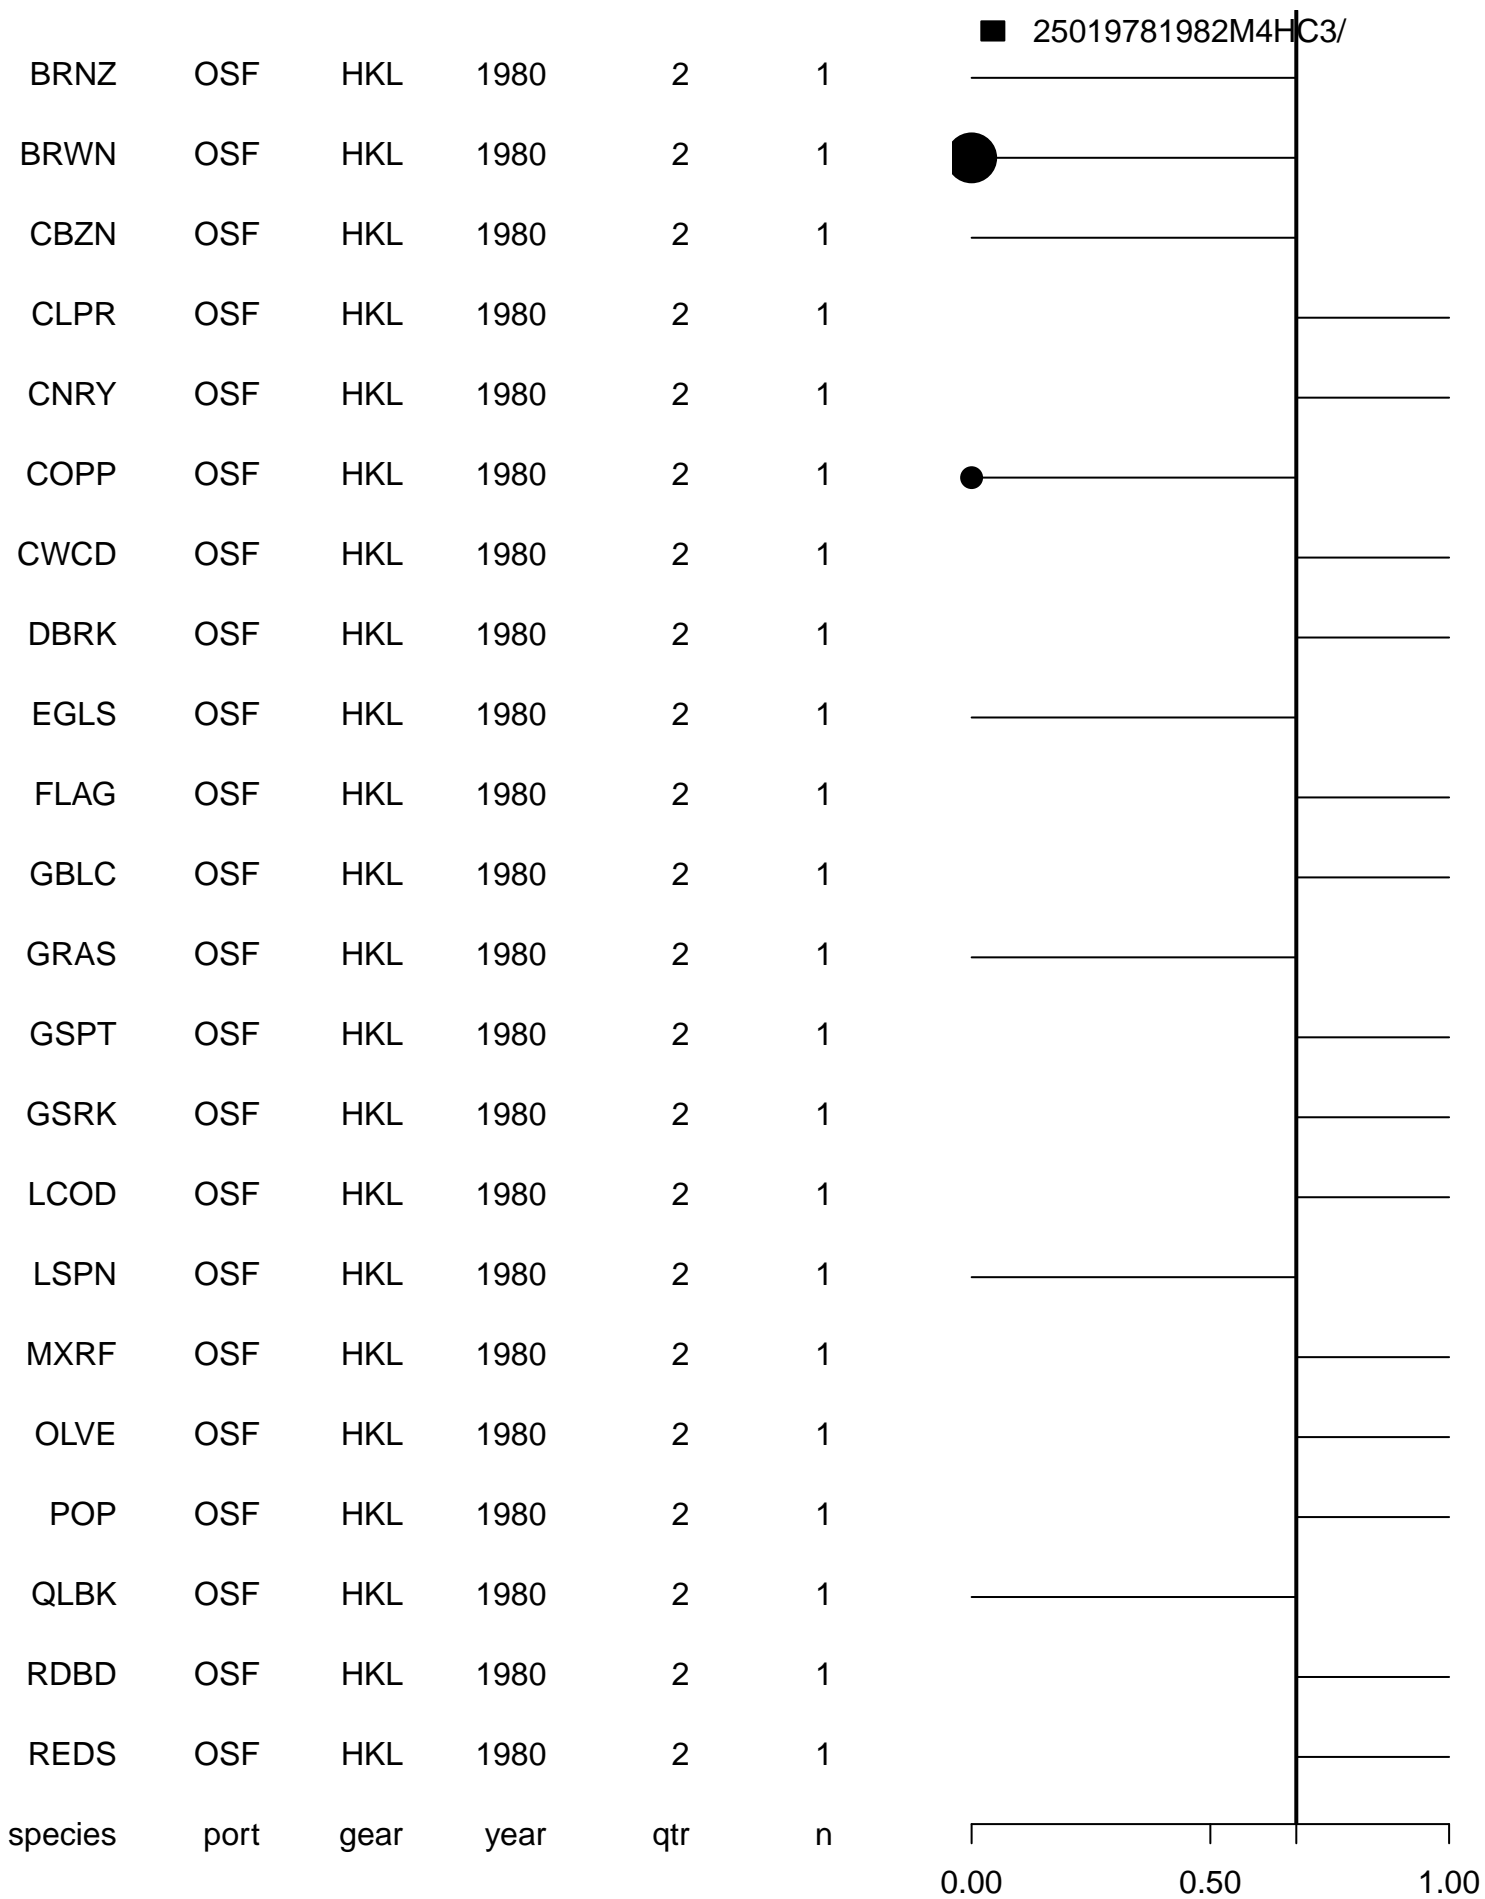 25019781982M4HC3/
BRNZ OSF HKL 1980 2 1
BRWN OSF HKL 1980 2 1
CBZN OSF HKL 1980 2 1
CLPR OSF HKL 1980 2 1
CNRY OSF HKL 1980 2 1
COPP OSF HKL 1980 2 1
CWCD OSF HKL 1980 2 1
DBRK OSF HKL 1980 2 1
EGLS OSF HKL 1980 2 1
FLAG OSF HKL 1980 2 1
GBLC OSF HKL 1980 2 1
GRAS OSF HKL 1980 2 1
GSPT OSF HKL 1980 2 1
GSRK OSF HKL 1980 2 1
LCOD OSF HKL 1980 2 1
LSPN OSF HKL 1980 2 1
MXRF OSF HKL 1980 2 1
OLVE OSF HKL 1980 2 1
POP OSF HKL 1980 2 1
QLBK OSF HKL 1980 2 1
RDBD OSF HKL 1980 2 1
REDS OSF HKL 1980 2 1
species port gear year qtr n
0.00 0.50 1.00